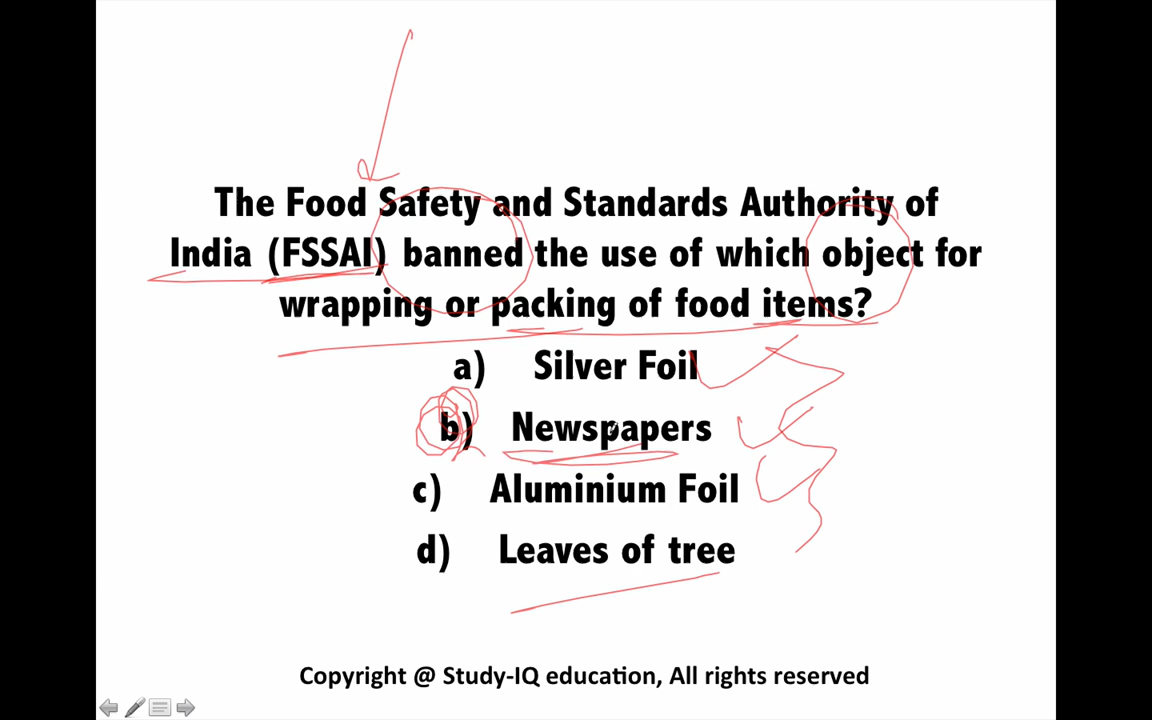 The Food Safety and Standards Authority of
India (FSSAI) banned the use of which object for
wrapping or packing of food items?
a) Silver Foil
b) Newspapers
c) Aluminium Foil
d) Leaves of tree
Copyright @ Study-IQ education, All rights reserved